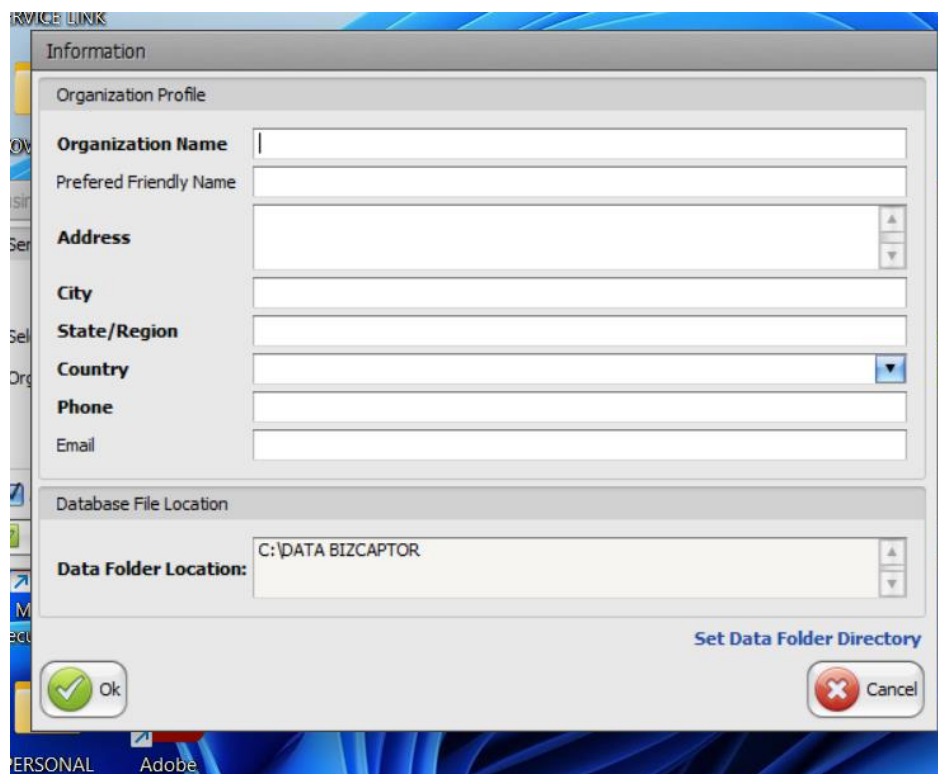 RVICE LINK
Information
Organization Profile
Organization Name
Prefered Friendly Name
Address
City
State/Region
Country
Phone
Email
Database File Location
Data Folder Location:
C:\DATA BIZCAPTOR
Set Data Folder Directory
Ok
Cancel
ERSONAL
Adobe